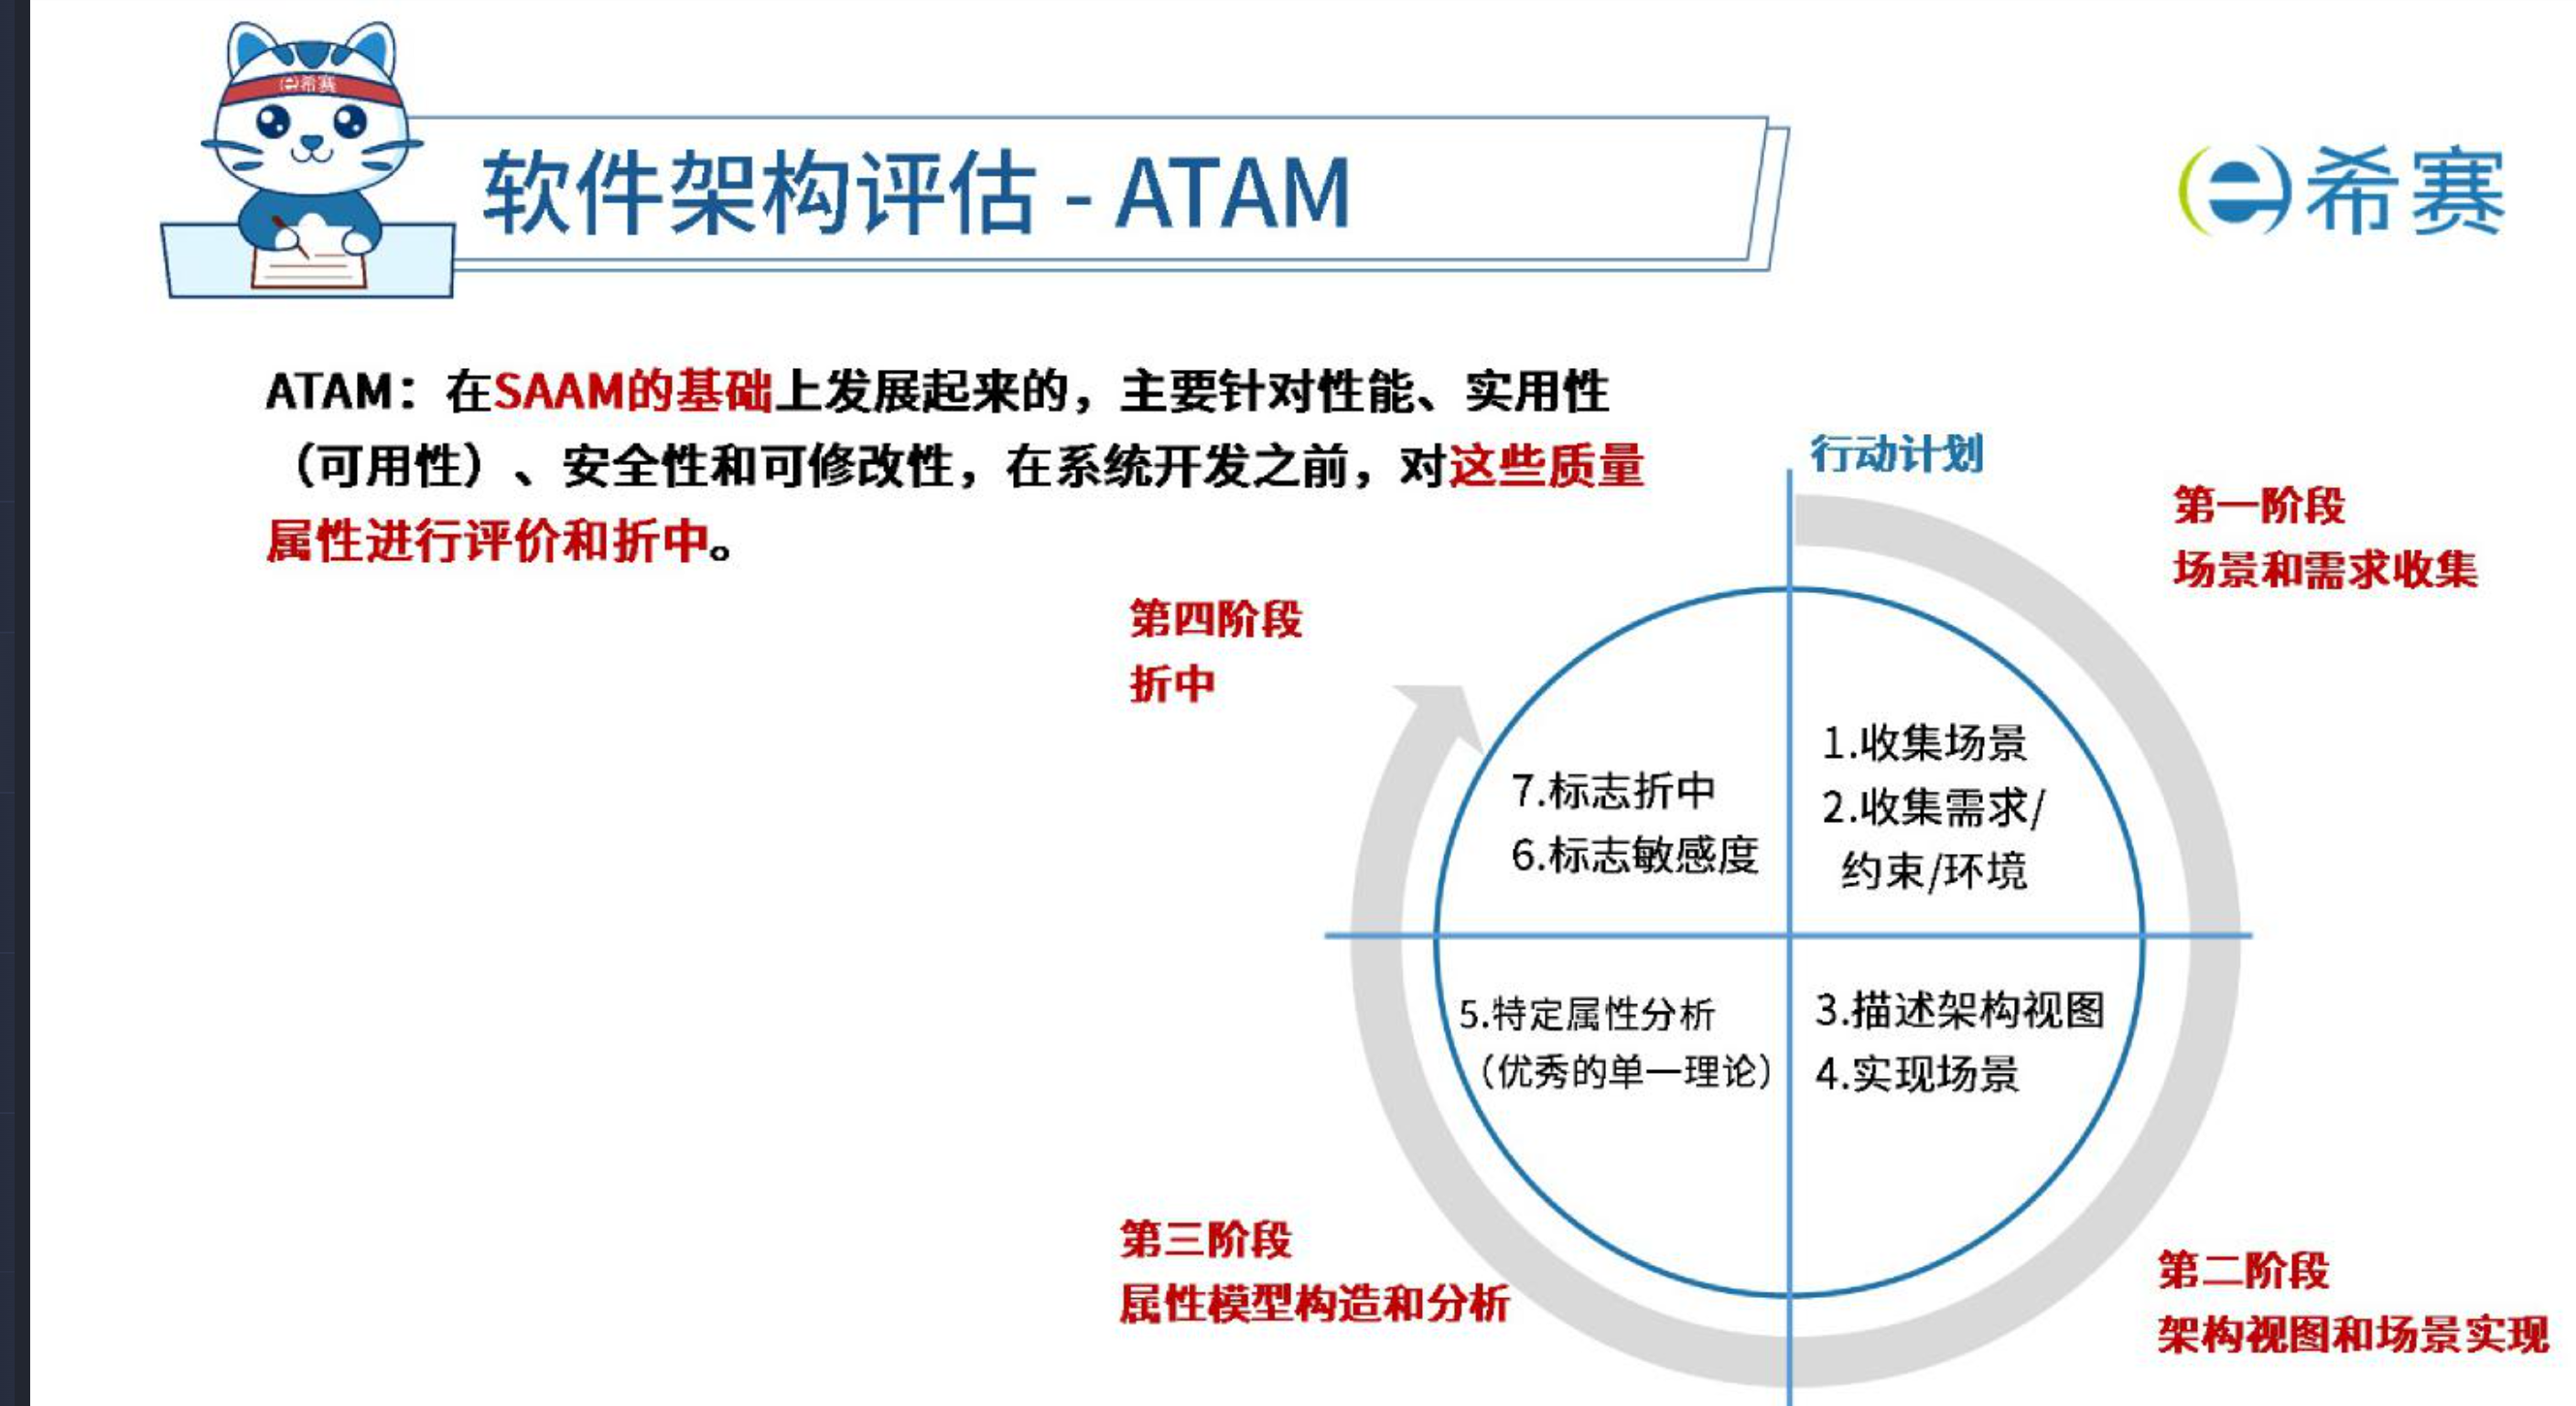 e希赛
软件架构评估 - ATAM
e希赛
ATAM：在SAAM的基础上发展起来的，主要针对性能、实用性
（可用性）、安全性和可修改性，在系统开发之前，对这些质量
属性进行评价和折中。
行动计划
第一阶段
场景和需求收集
第四阶段
折中
1.收集场景
2.收集需求/
约束/环境
7.标志折中
6.标志敏感度
5.特定属性分析
（优秀的单一理论）
3.描述架构视图
4.实现场景
第三阶段
属性模型构造和分析
第二阶段
架构视图和场景实现